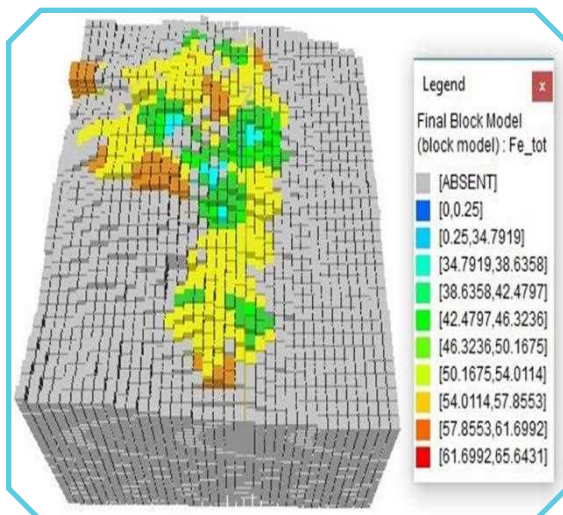 Legend
x
Final Block Model
(block model) : Fe_tot
[ABSENT]
[0,0.25]
[0.25,34.7919]
[34.7919,38.6358]
[38.6358,42.4797]
[42.4797,46.3236]
[46.3236,50.1675]
[50.1675,54.0114]
[54.0114,57.8553]
[57.8553,61.6992]
[61.6992,65.6431]